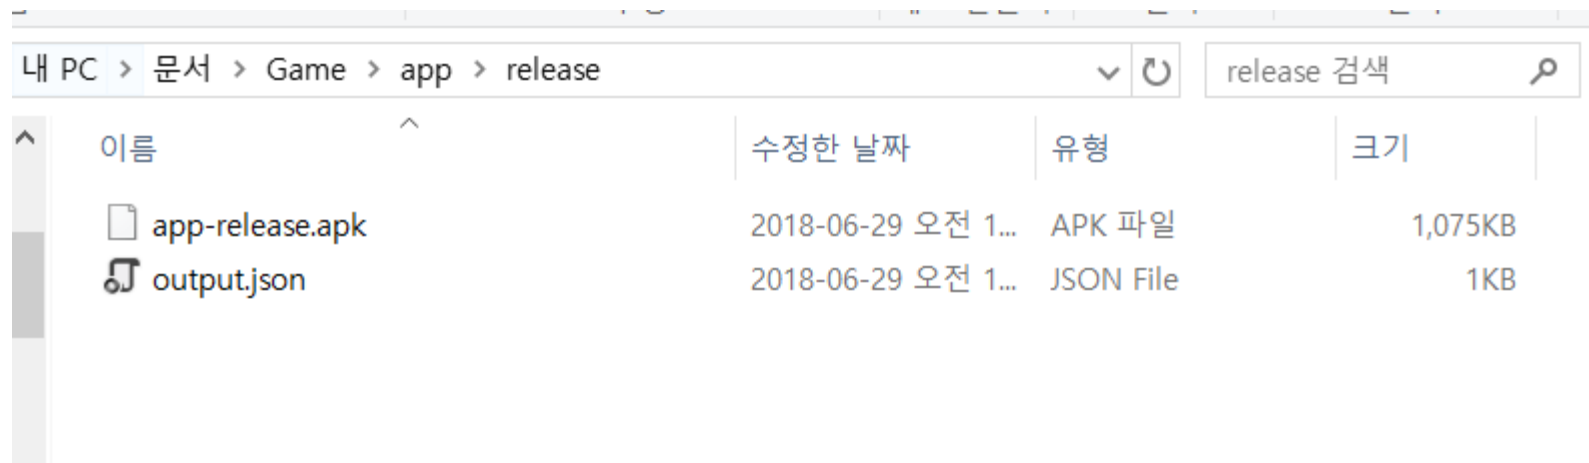 내 PC > 문서 > Game > app > release release 검색
이름 수정한 날짜 유형 크기
app-release.apk 2018-06-29 오전 1... APK 파일 1,075KB
output.json 2018-06-29 오전 1... JSON File 1KB